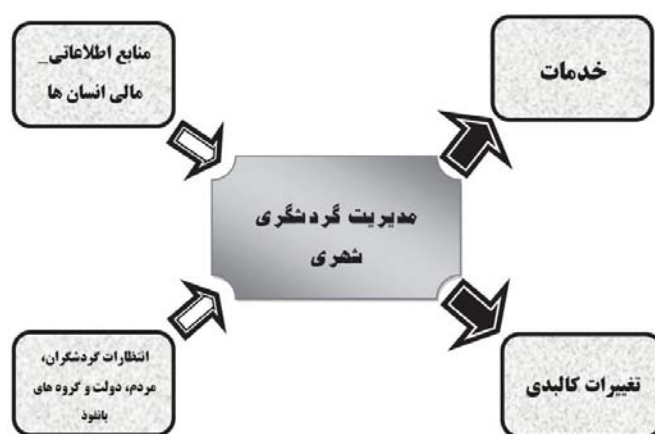 منابع اطلاعاتی_
مالی انسان ها
خدمات
مدیریت گردشگری
شهری
انتظارات گردشگران،
مردم، دولت و گروه های
بانفوذ
تغییرات کالبدی